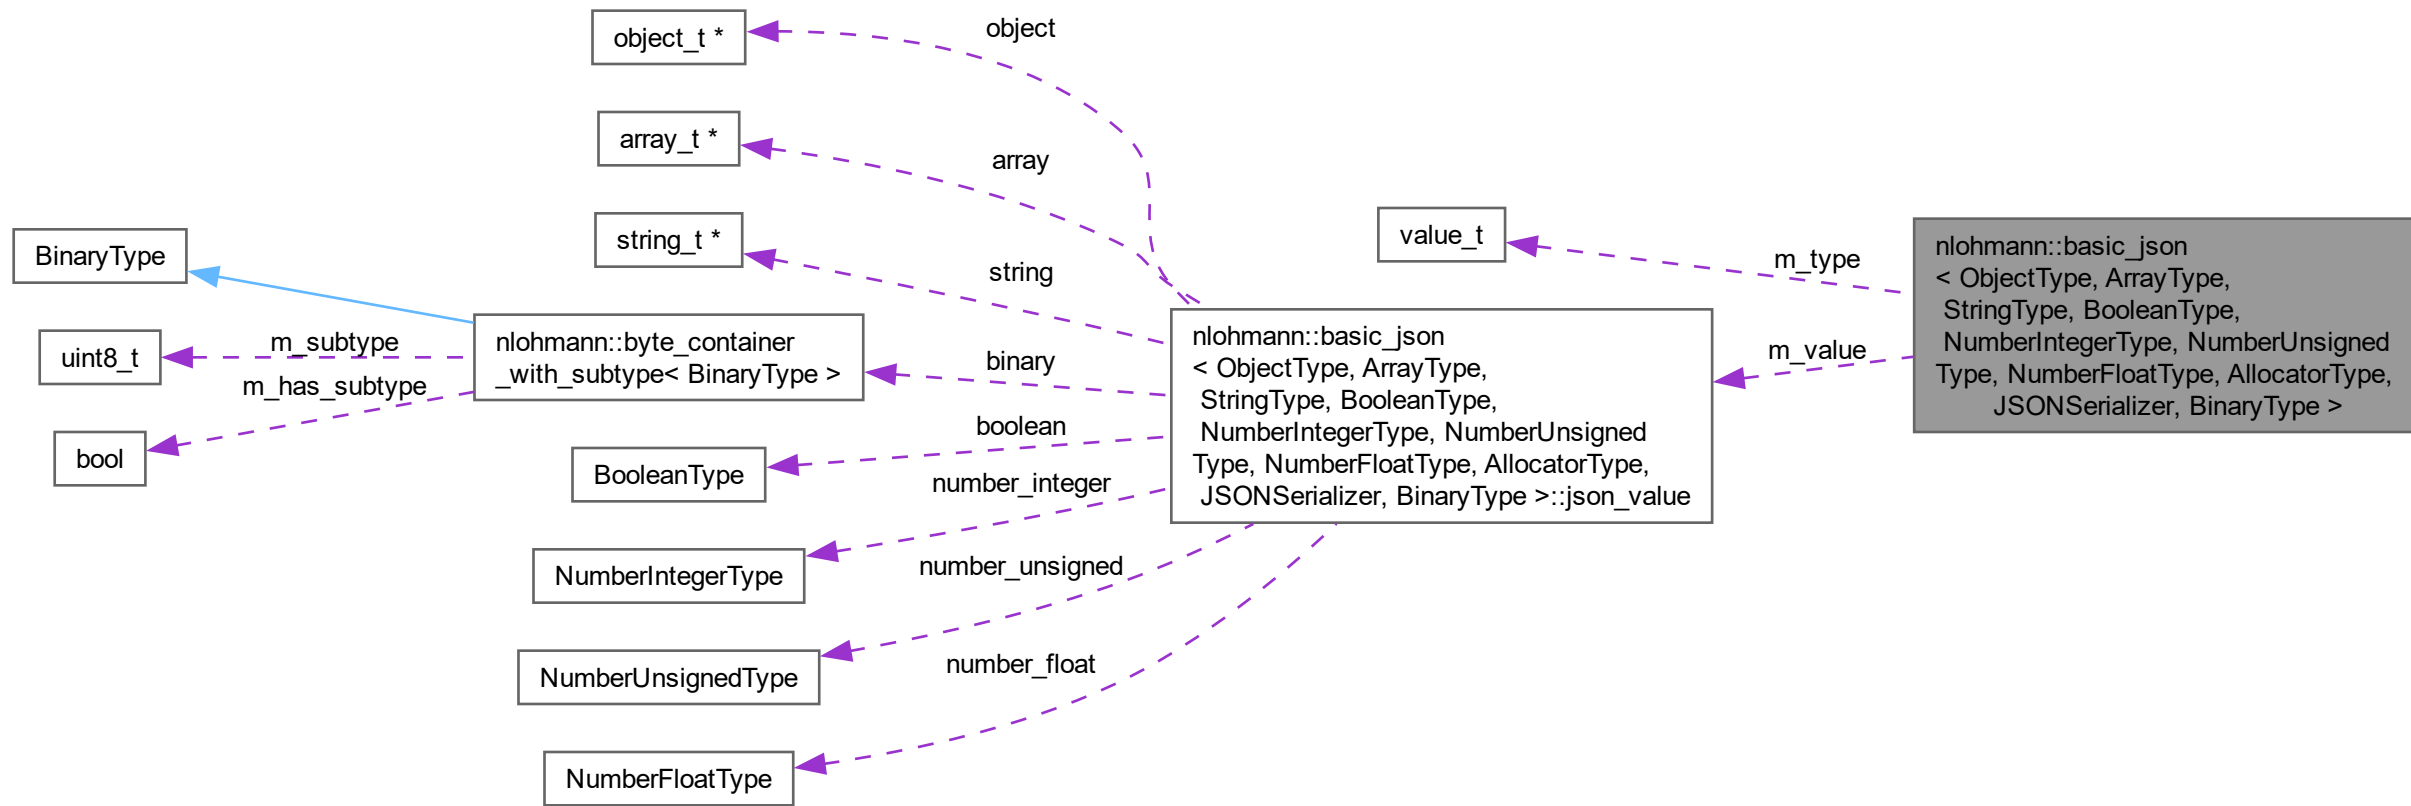 object_t *
object
array_t *
array
string_t *
string
BinaryType
uint8_t
m_subtype
bool
m_has_subtype
nlohmann::byte_container
_with_subtype< BinaryType >
binary
BooleanType
boolean
NumberIntegerType
number_integer
NumberUnsignedType
number_unsigned
NumberFloatType
number_float
nlohmann::basic_json
< ObjectType, ArrayType,
StringType, BooleanType,
NumberIntegerType, NumberUnsigned
Type, NumberFloatType, AllocatorType,
JSONSerializer, BinaryType >::json_value
value_t
m_type
m_value
nlohmann::basic_json
< ObjectType, ArrayType,
StringType, BooleanType,
NumberIntegerType, NumberUnsigned
Type, NumberFloatType, AllocatorType,
JSONSerializer, BinaryType >